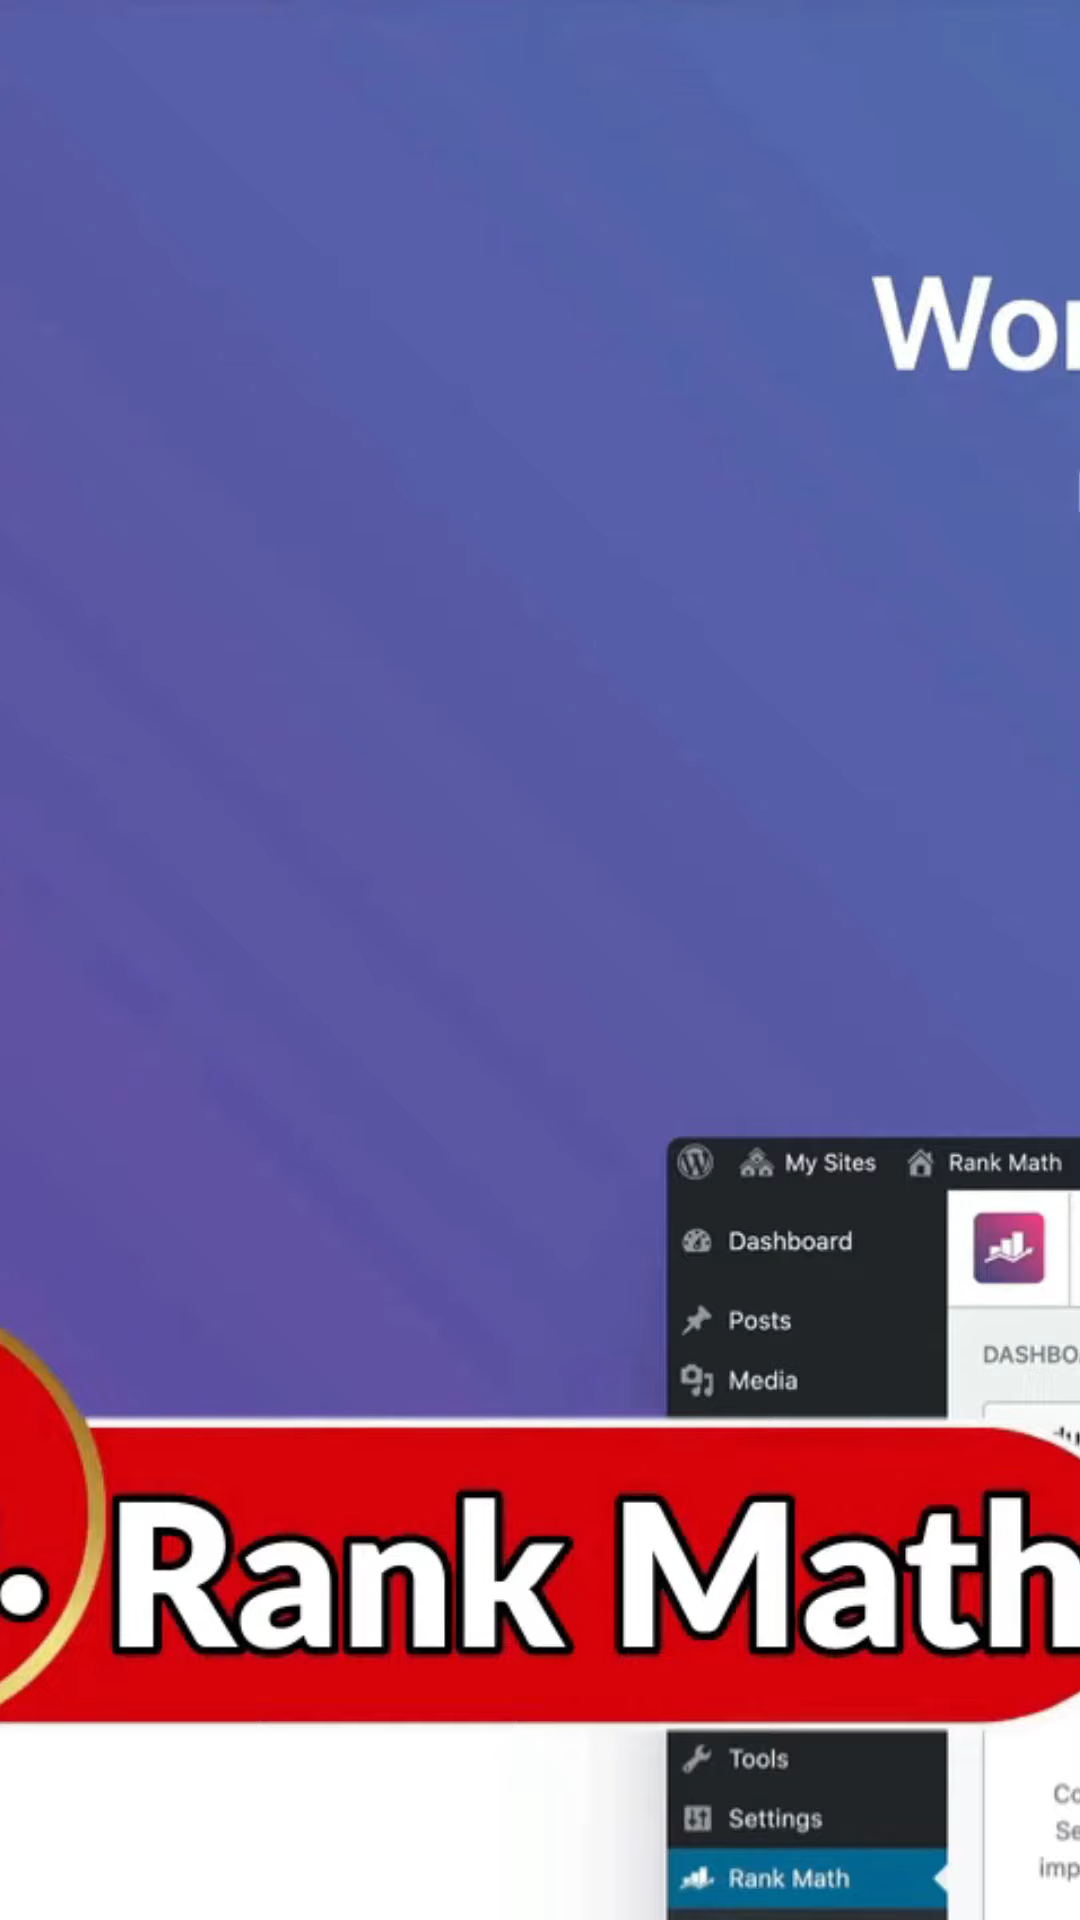 My Sites Rank Math
Dashboard
Posts
Media
. Rank Math
Tools
Settings
Rank Math